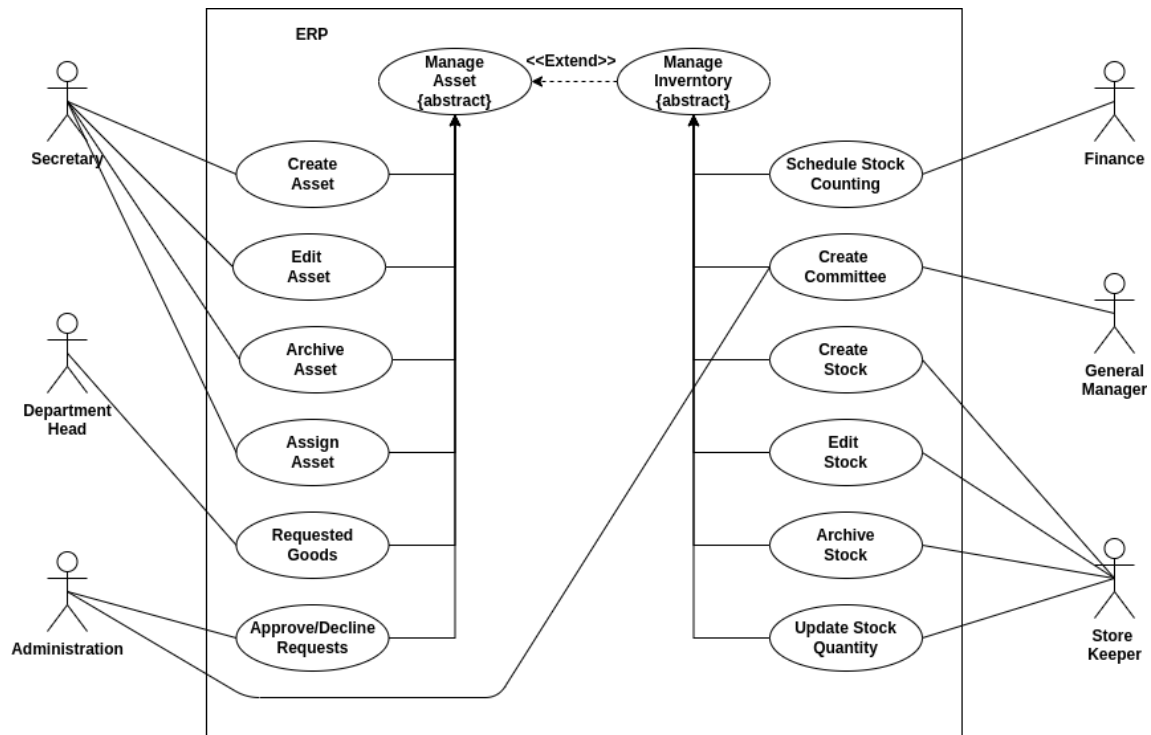 ERP
Manage
Asset
{abstract}
<<Extend>>
Manage
Inverntory
{abstract}
Secretary
Create
Asset
Schedule Stock
Counting
Finance
Edit
Asset
Create
Committee
Department
Head
Archive
Asset
Create
Stock
General
Manager
Assign
Asset
Edit
Stock
Requested
Goods
Archive
Stock
Administration
Approve/Decline
Requests
Update Stock
Quantity
Store
Keeper